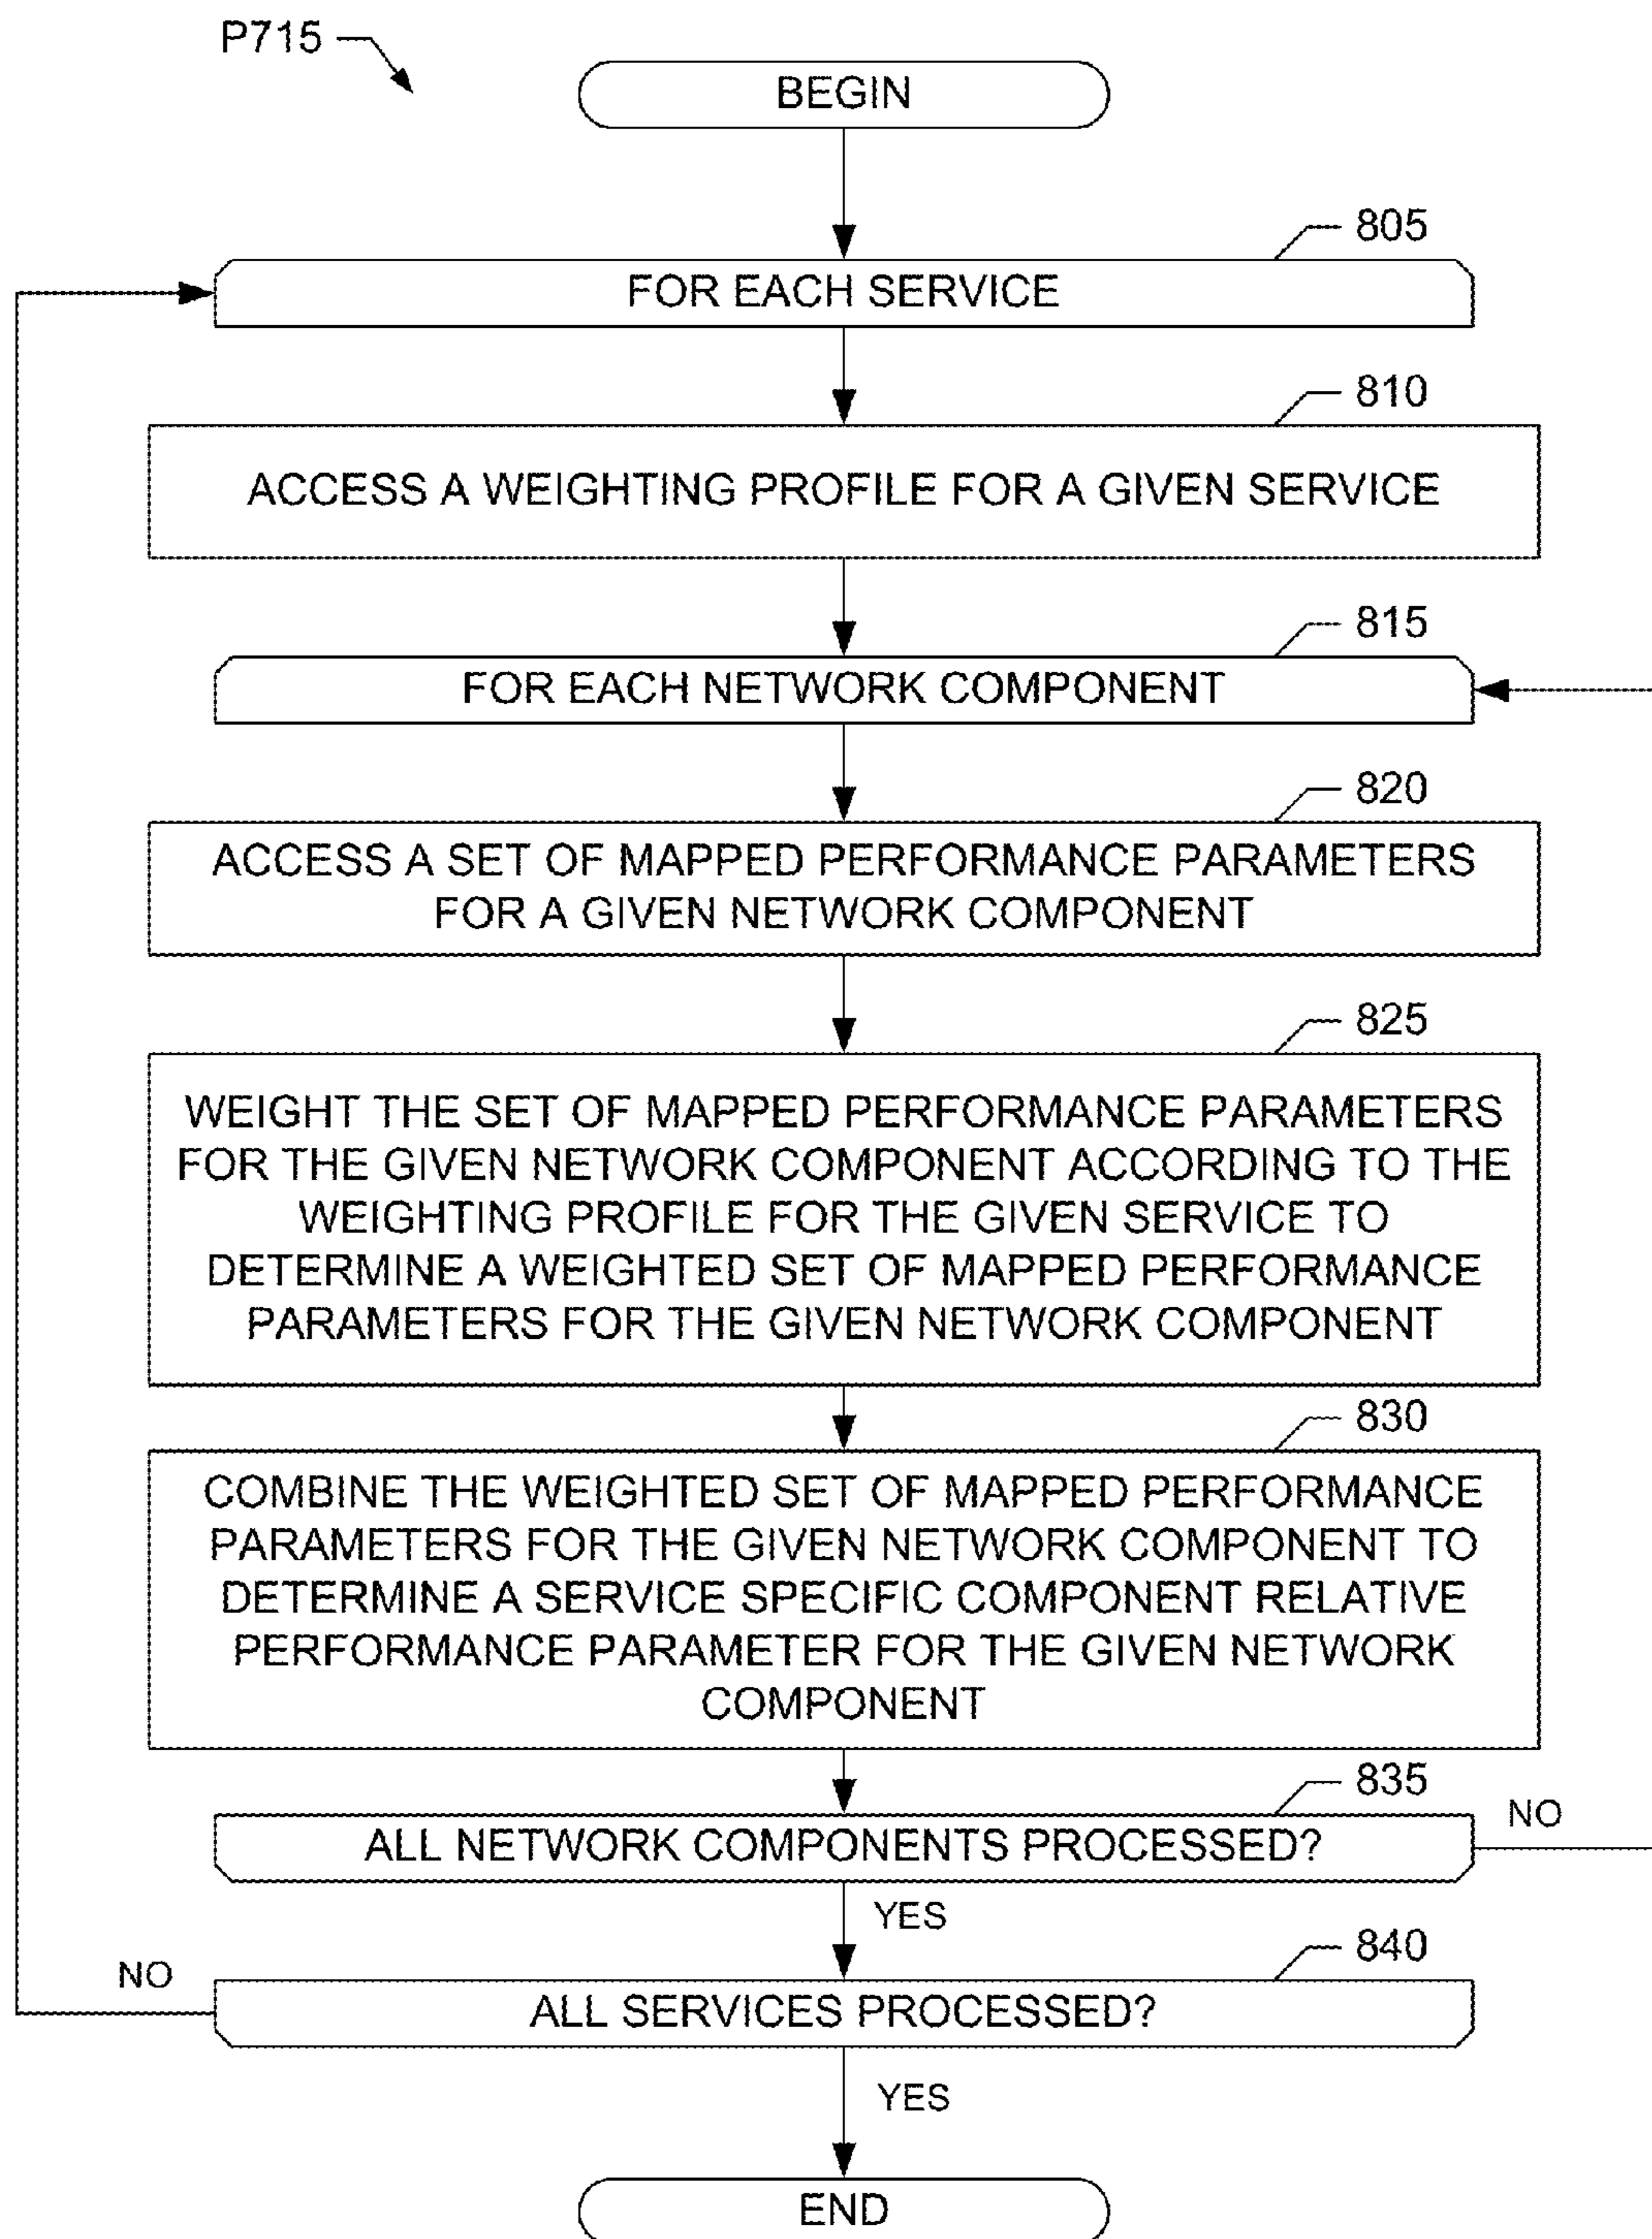 P715
BEGIN
805
FOR EACH SERVICE
810
ACCESS A WEIGHTING PROFILE FOR A GIVEN SERVICE
815
FOR EACH NETWORK COMPONENT
820
ACCESS A SET OF MAPPED PERFORMANCE PARAMETERS
FOR A GIVEN NETWORK COMPONENT
825
WEIGHT THE SET OF MAPPED PERFORMANCE PARAMETERS
FOR THE GIVEN NETWORK COMPONENT ACCORDING TO THE
WEIGHTING PROFILE FOR THE GIVEN SERVICE TO
DETERMINE A WEIGHTED SET OF MAPPED PERFORMANCE
PARAMETERS FOR THE GIVEN NETWORK COMPONENT
830
COMBINE THE WEIGHTED SET OF MAPPED PERFORMANCE
PARAMETERS FOR THE GIVEN NETWORK COMPONENT TO
DETERMINE A SERVICE SPECIFIC COMPONENT RELATIVE
PERFORMANCE PARAMETER FOR THE GIVEN NETWORK
COMPONENT
835
ALL NETWORK COMPONENTS PROCESSED?
NO
YES
840
NO
ALL SERVICES PROCESSED?
YES
END